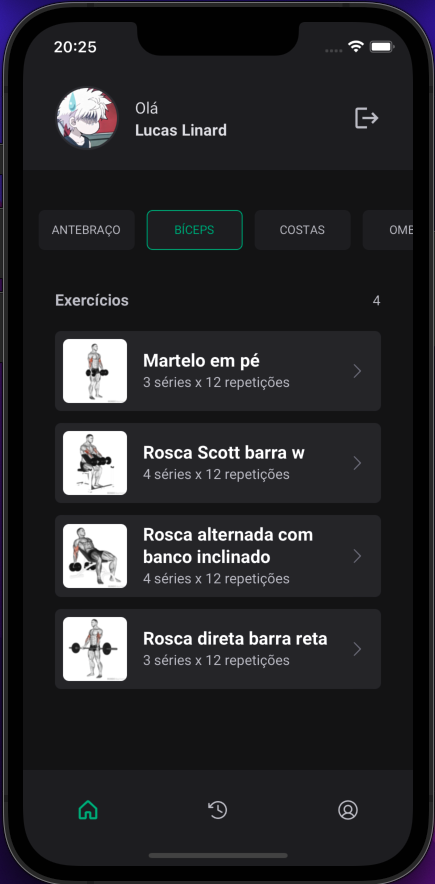 20:25
Olá
Lucas Linard
ANTEBRAÇO
BÍCEPS
COSTAS
OMB
Exercícios
4
Martelo em pé
3 séries x 12 repetições
Rosca Scott barra w
4 séries x 12 repetições
Rosca alternada com
banco inclinado
4 séries x 12 repetições
Rosca direta barra reta
3 séries x 12 repetições